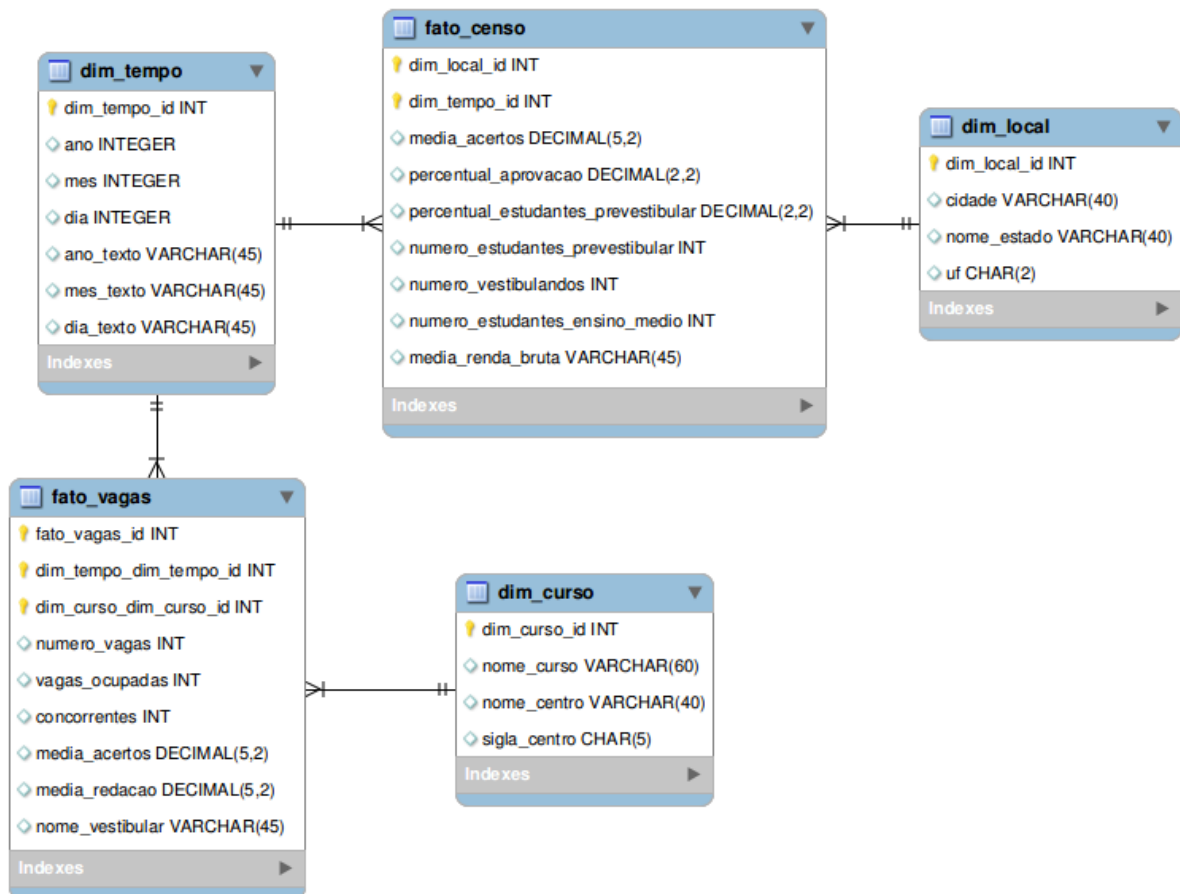 dim_tempo
dim_tempo_id INT
ano INTEGER
mes INTEGER
dia INTEGER
ano_texto VARCHAR(45)
mes_texto VARCHAR(45)
dia_texto VARCHAR(45)
Indexes
fato_censo
dim_local_id INT
dim_tempo_id INT
media_acertos DECIMAL(5,2)
percentual_aprovacao DECIMAL(2,2)
percentual_estudantes_prevestibular DECIMAL(2,2)
numero_estudantes_prevestibular INT
numero_vestibulandos INT
numero_estudantes_ensino_medio INT
media_renda_bruta VARCHAR(45)
Indexes
dim_local
dim_local_id INT
cidade VARCHAR(40)
nome_estado VARCHAR(40)
uf CHAR(2)
Indexes
fato_vagas
fato_vagas_id INT
dim_tempo_dim_tempo_id INT
dim_curso_dim_curso_id INT
numero_vagas INT
vagas_ocupadas INT
concorrentes INT
media_acertos DECIMAL(5,2)
media_redacao DECIMAL(5,2)
nome_vestibular VARCHAR(45)
Indexes
dim_curso
dim_curso_id INT
nome_curso VARCHAR(60)
nome_centro VARCHAR(40)
sigla_centro CHAR(5)
Indexes